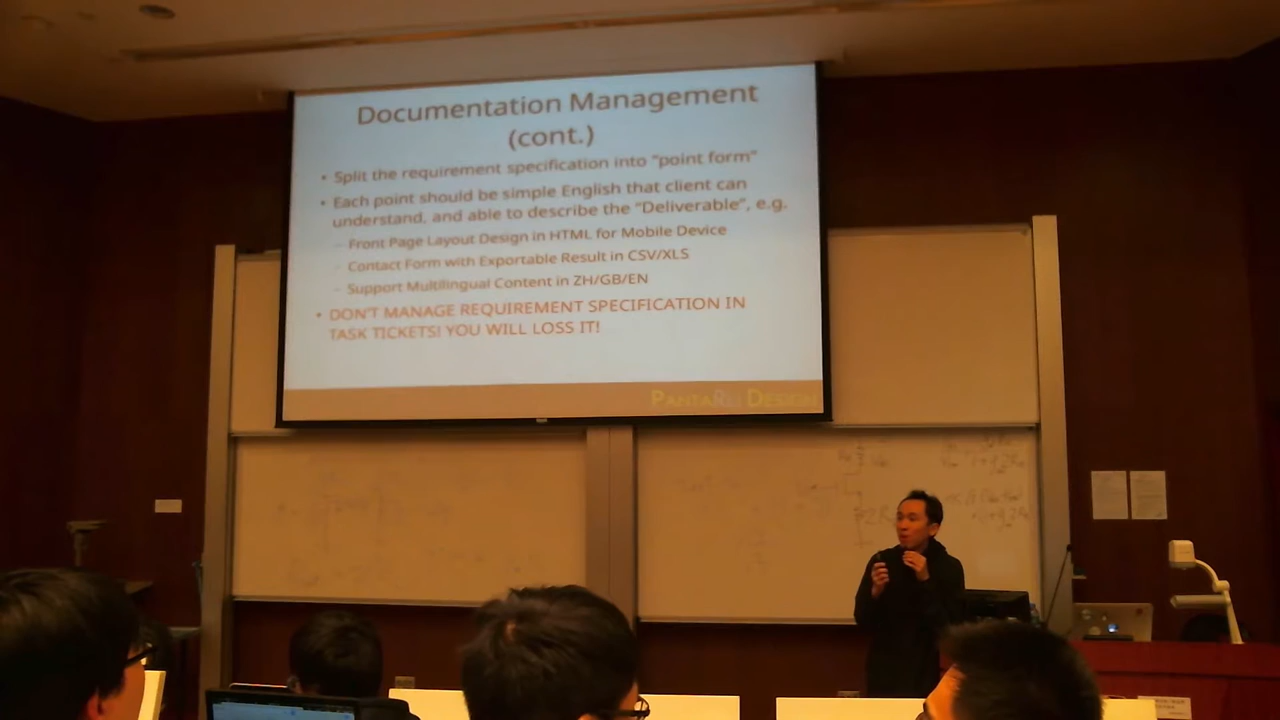 Documentation Management
(cont.)
• Split the requirement specification into "point form"
• Each point should be simple English that client can
understand, and able to describe the "Deliverable", e.g.
– Front Page Layout Design in HTML for Mobile Device
– Contact Form with Exportable Result in CSV/XLS
– Support Multilingual Content in ZH/GB/EN
• DON'T MANAGE REQUIREMENT SPECIFICATION IN
TASK TICKETS! YOU WILL LOSS IT!
PANTAREI DESIGN